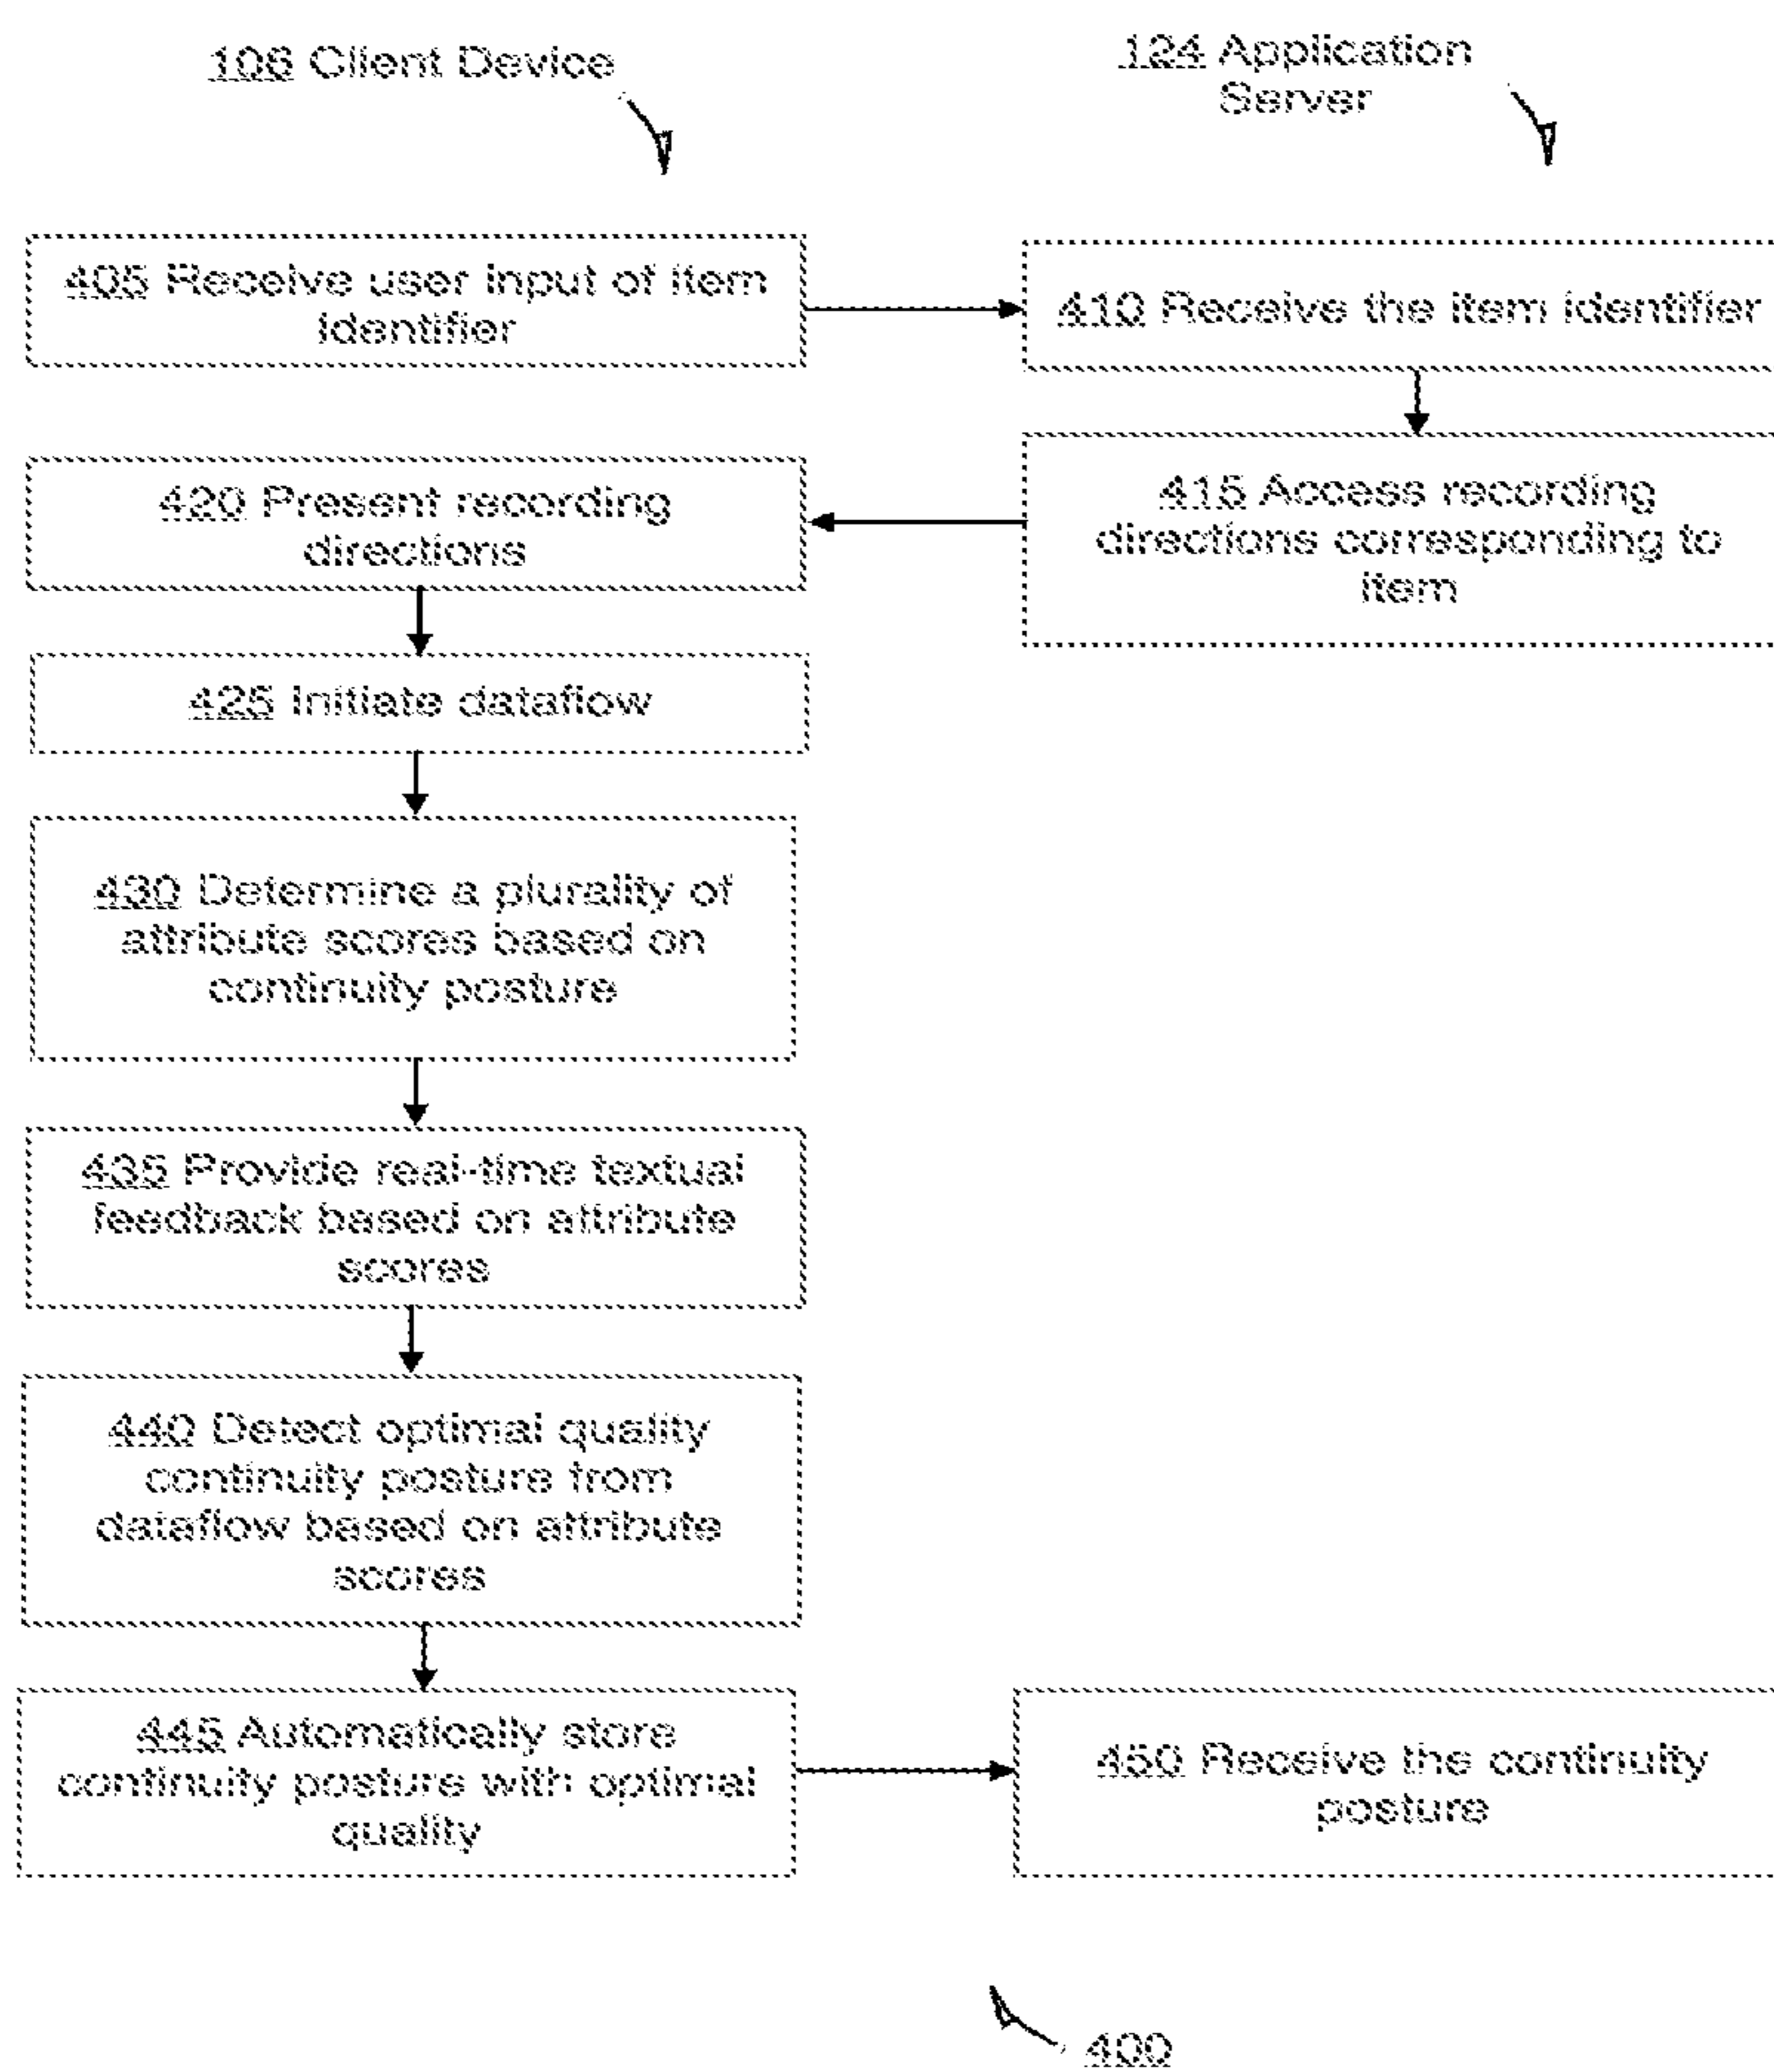 106 Client Device
124 Application
Server
405 Receive user input of item
identifier
410 Receive the item identifier
415 Access recording
directions corresponding to
item
420 Present recording
directions
425 Initiate dataflow
430 Determine a plurality of
attribute scores based on
continuity posture
435 Provide real-time textual
feedback based on attribute
scores
440 Detect optimal quality
continuity posture from
dataflow based on attribute
scores
445 Automatically store
continuity posture with optimal
quality
450 Receive the continuity
posture
400